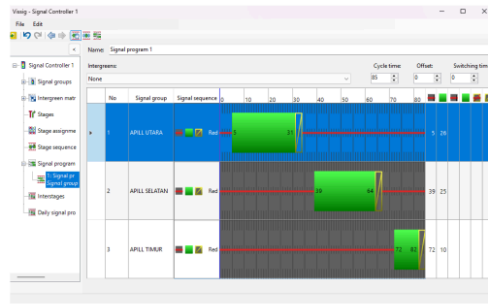 Vissig - Signal Controller 1
File Edit
Name: Signal program 1
Intergreens: Cycle time: Offset: Switching tim
None 85 0 0
Signal Controller 1
Signal groups
Intergreen matr
Stages
Stage assignme
Stage sequence
Signal program
1: Signal pr
Signal group
Interstages
Daily signal pro
No Signal group Signal sequence 0 10 20 30 40 50 60 70 80
1 APILL UTARA Red 5 31 5 26
2 APILL SELATAN Red 39 64 39 25
3 APILL TIMUR Red 72 82 72 10